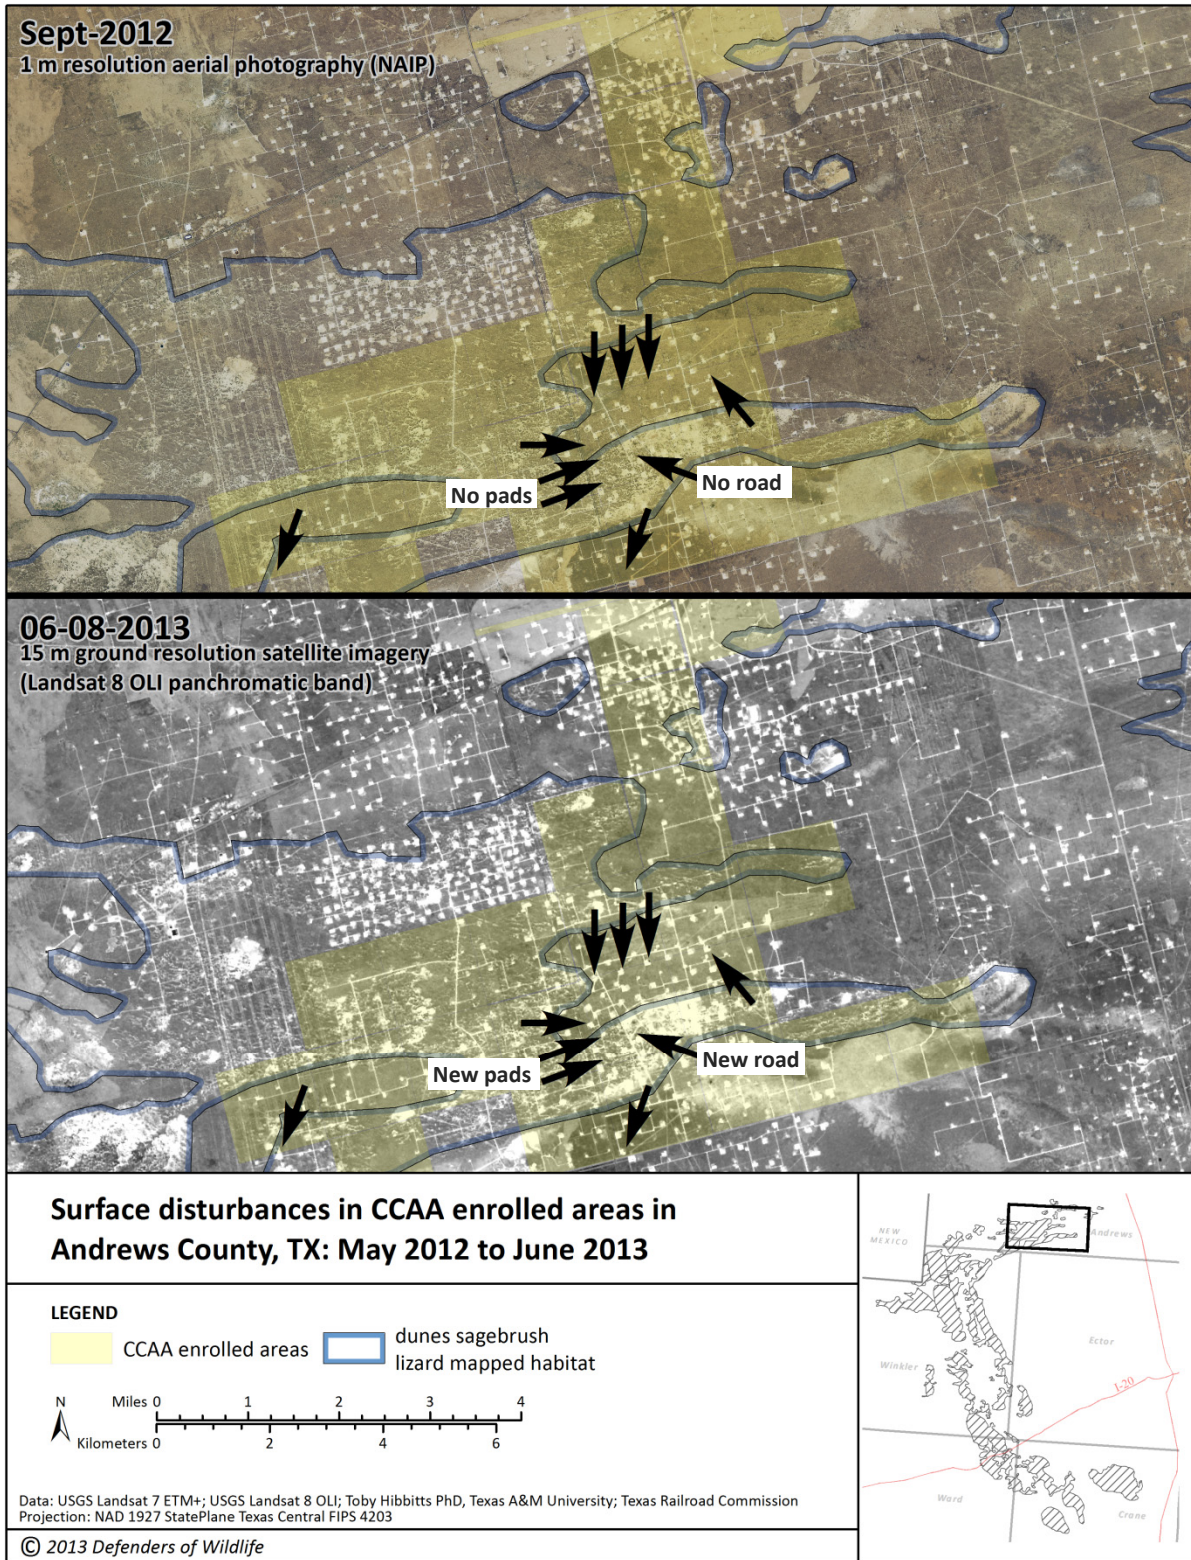 Sept-2012
1 m resolution aerial photography (NAIP)
No pads
No road
06-08-2013
15 m ground resolution satellite imagery
(Landsat 8 OLI panchromatic band)
New pads
New road
Surface disturbances in CCAA enrolled areas in
Andrews County, TX: May 2012 to June 2013
LEGEND
CCAA enrolled areas
dunes sagebrush
lizard mapped habitat
N
Miles 0 1 2 3 4
Kilometers 0 2 4 6
Data: USGS Landsat 7 ETM+; USGS Landsat 8 OLI; Toby Hibbitts PhD, Texas A&M University; Texas Railroad Commission
Projection: NAD 1927 StatePlane Texas Central FIPS 4203
© 2013 Defenders of Wildlife
NEW
MEXICO
Andrews
Ector
Winkler
I-20
Ward
Crane